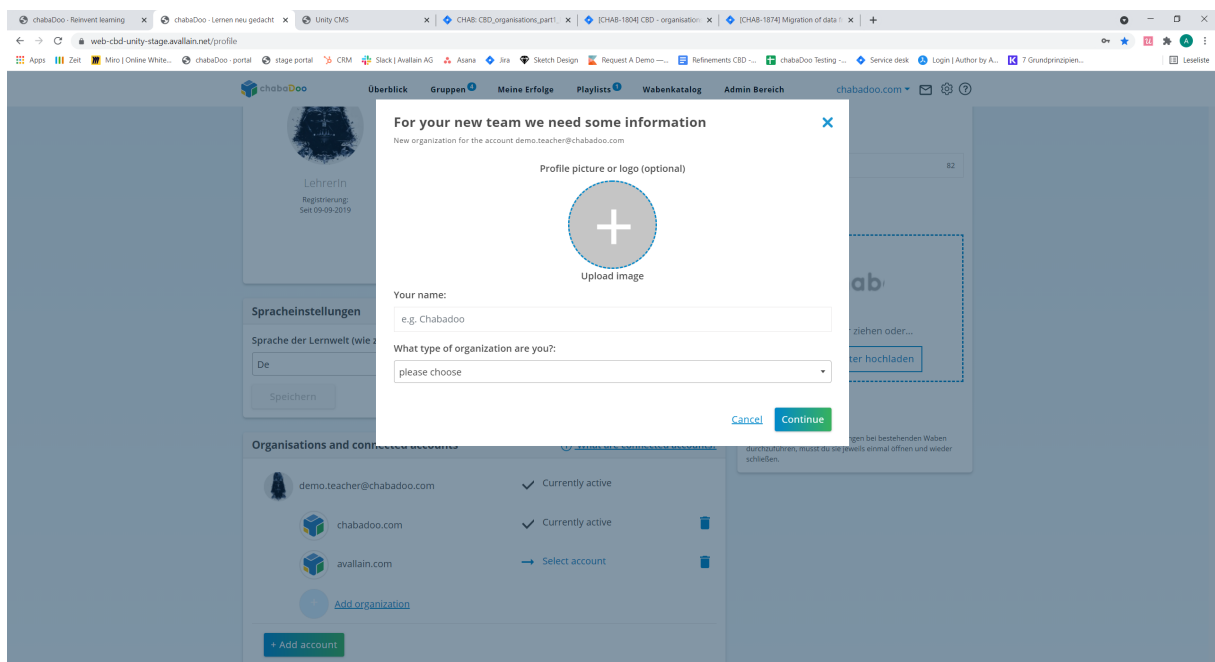 chabaDoo - Reinvent learning
chabaDoo - Lernen neu gedacht
Unity CMS
CHAB: CBD_organisations_part1_
[CHAB-1804] CBD - organisation
[CHAB-1874] Migration of data f
web-cbd-unity-stage.avallain.net/profile
Apps
Zeit
Miro | Online White...
chabaDoo - portal
stage portal
CRM
Slack | Avallain AG
Asana
Jira
Sketch Design
Request A Demo —...
Refinements CBD -...
chabaDoo Testing -...
Service desk
Login | Author by A...
7 Grundprinzipien...
Leseliste
chabaDoo
Überblick
Gruppen 4
Meine Erfolge
Playlists 1
Wabenkatalog
Admin Bereich
chabadoo.com
LehrerIn
Registrierung:
Seit 09-09-2019
For your new team we need some information
New organization for the account demo.teacher@chabadoo.com
Profile picture or logo (optional)
Upload image
Your name:
e.g. Chabadoo
What type of organization are you?:
please choose
Cancel
Continue
82
ab
ziehen oder...
ter hochladen
Spracheinstellungen
Sprache der Lernwelt (wie z
De
Speichern
ngen bei bestehenden Waben
durchzuführen, musst du sie jeweils einmal öffnen und wieder
schließen.
Organisations and connected accounts
What are connected accounts?
demo.teacher@chabadoo.com
Currently active
chabadoo.com
Currently active
avallain.com
Select account
Add organization
+ Add account